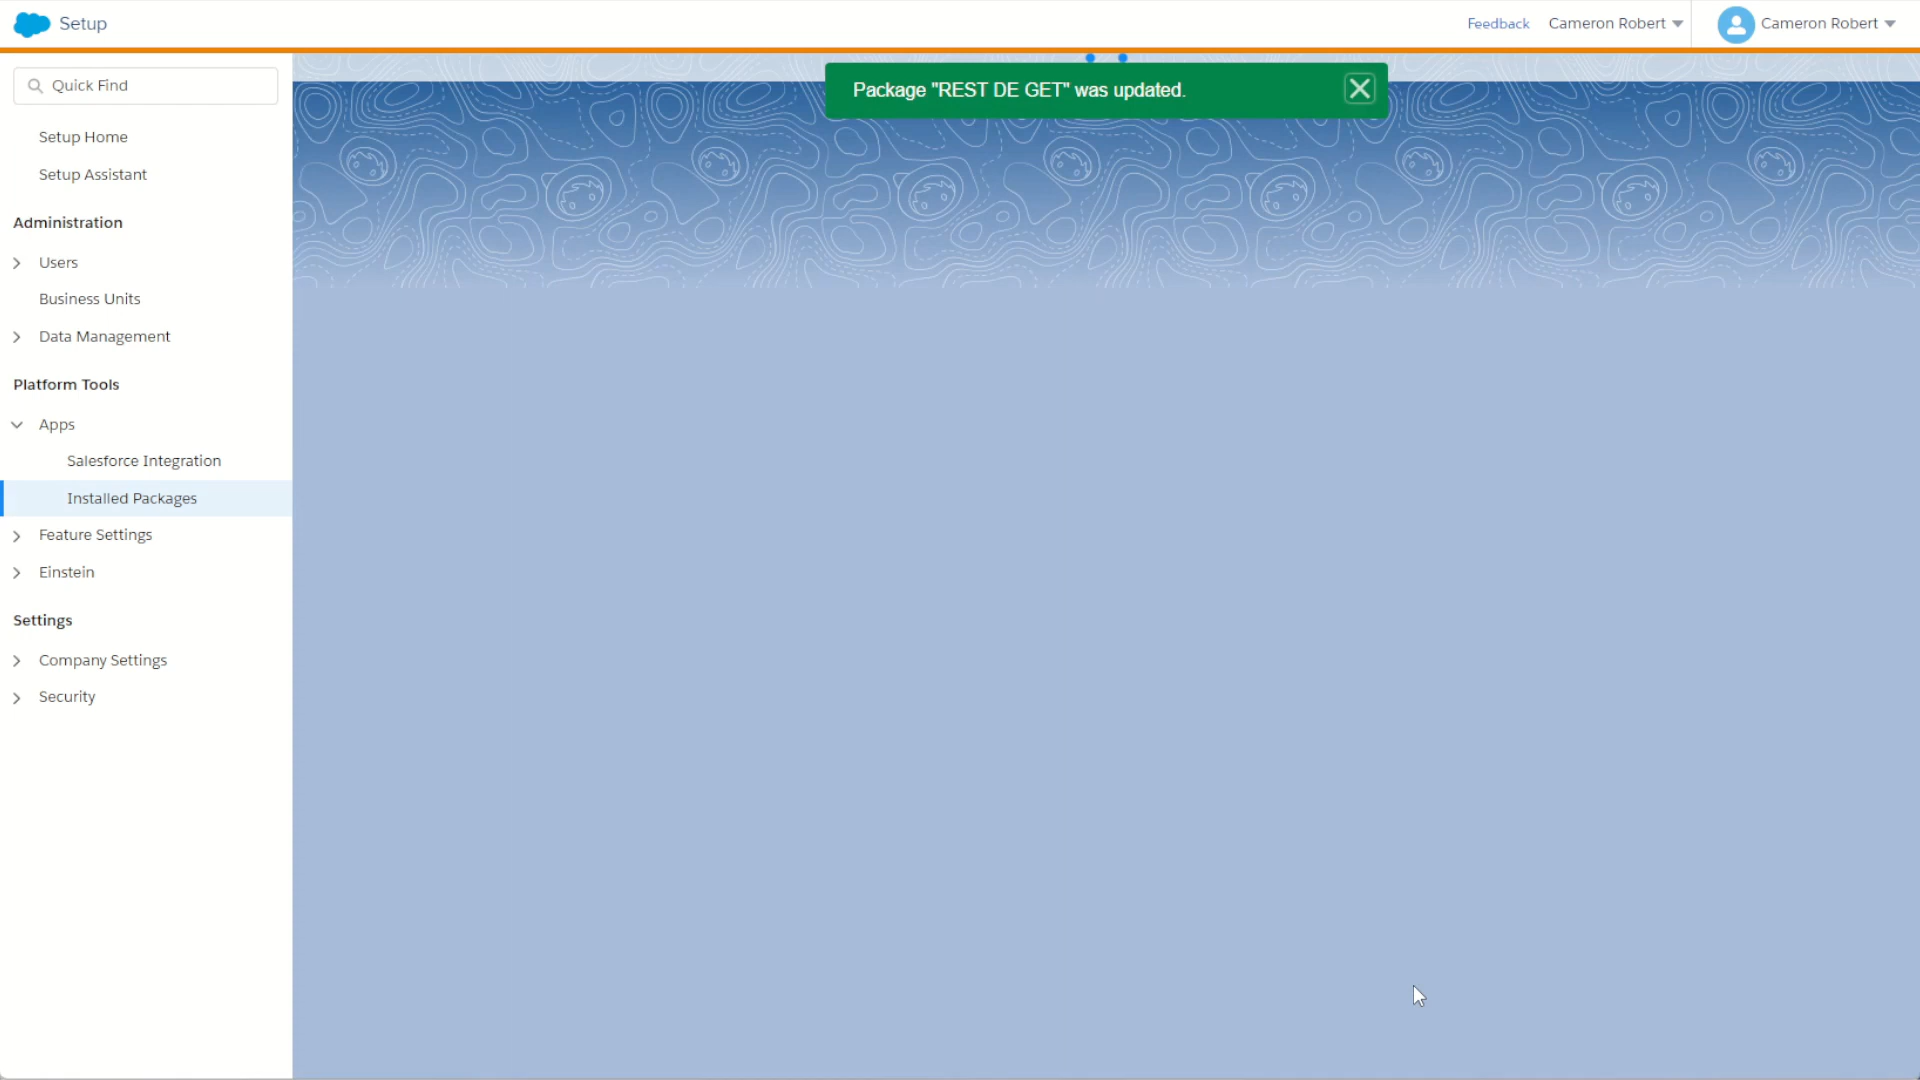 Setup
Feedback
Cameron Robert
Cameron Robert
Quick Find
Package "REST DE GET" was updated.
Setup Home
Setup Assistant
Administration
Users
Business Units
Data Management
Platform Tools
Apps
Salesforce Integration
Installed Packages
Feature Settings
Einstein
Settings
Company Settings
Security